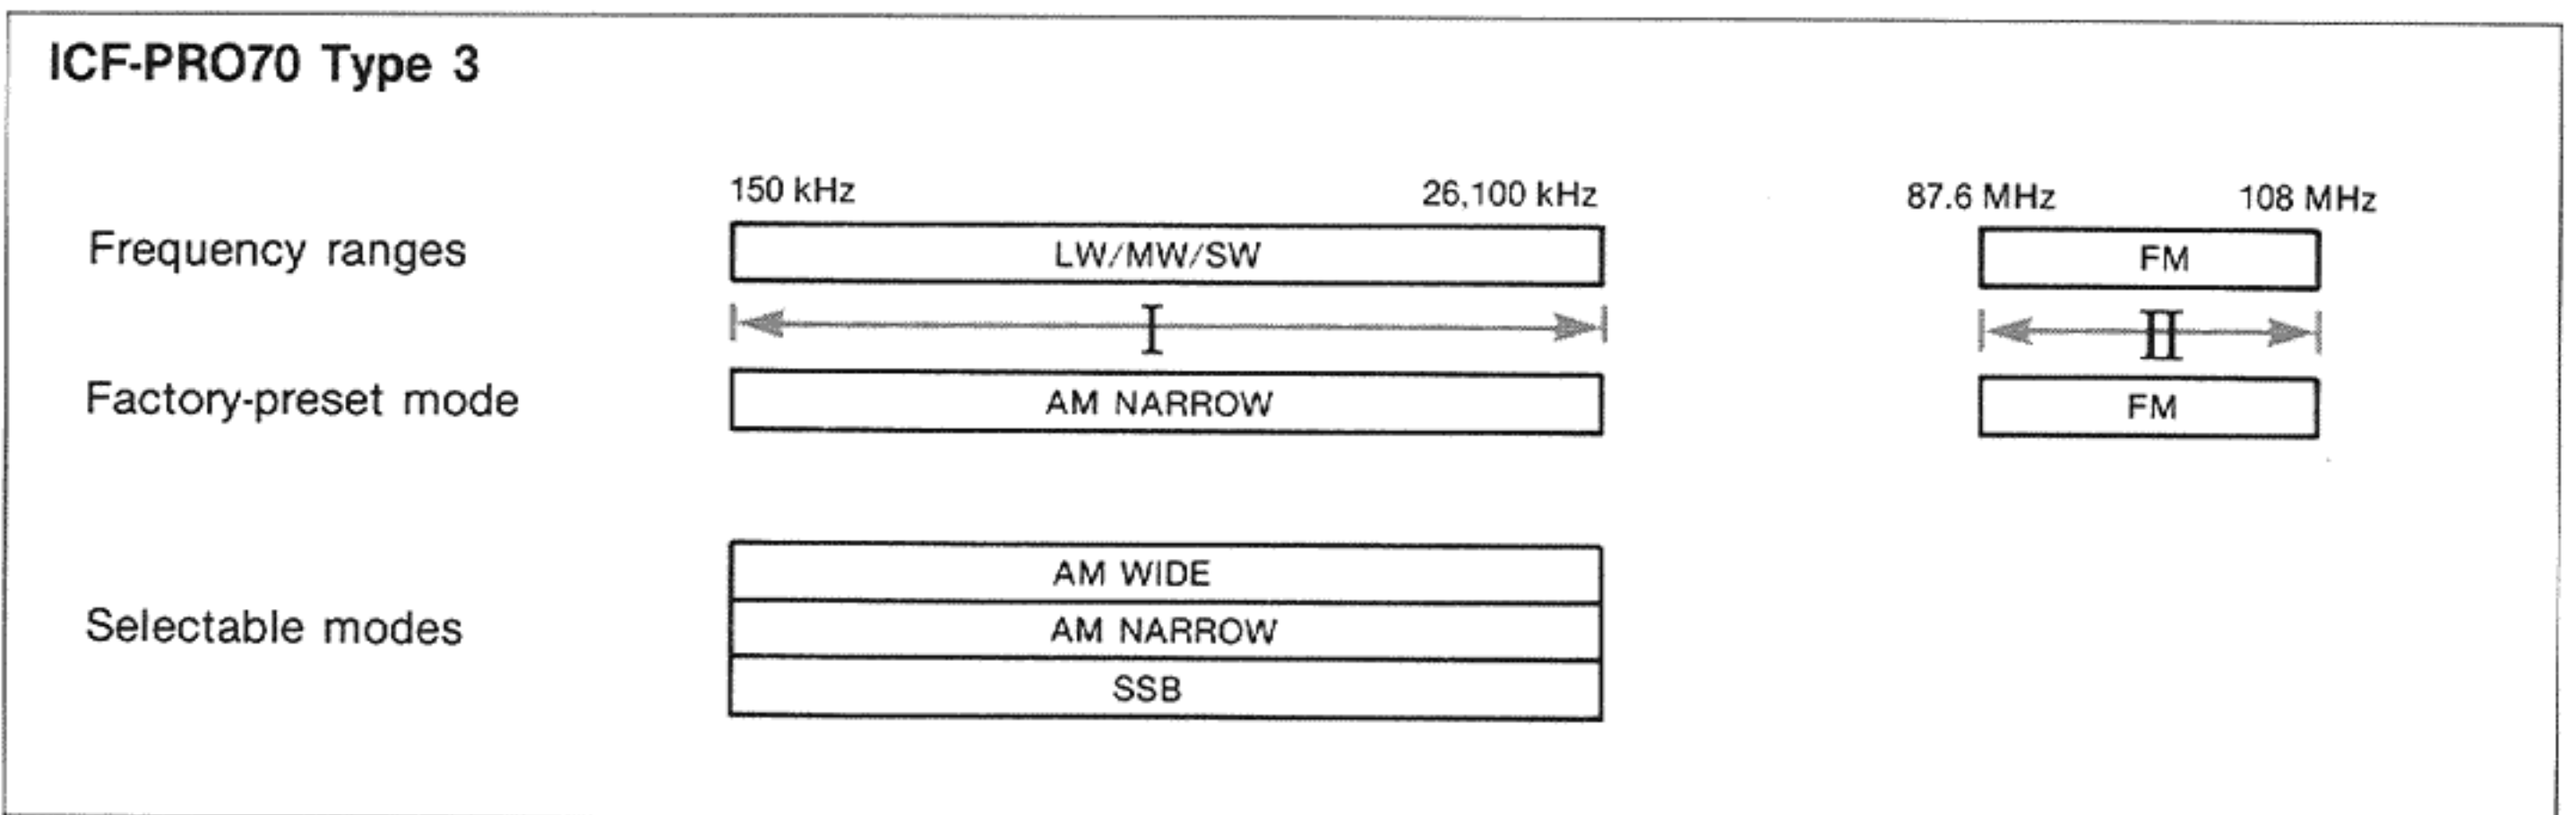 ICF-PRO70 Type 3
150 kHz 26,100 kHz 87.6 MHz 108 MHz
Frequency ranges LW/MW/SW FM
I II
Factory-preset mode AM NARROW FM
AM WIDE
Selectable modes AM NARROW
SSB